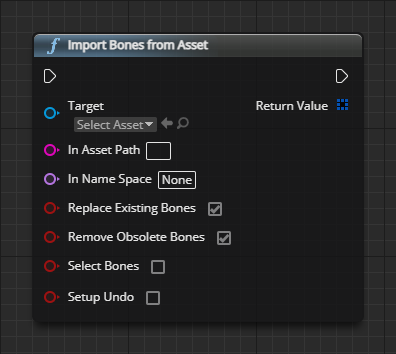 Import Bones from Asset
Target
Return Value
Select Asset
In Asset Path
In Name Space None
Replace Existing Bones
Remove Obsolete Bones
Select Bones
Setup Undo